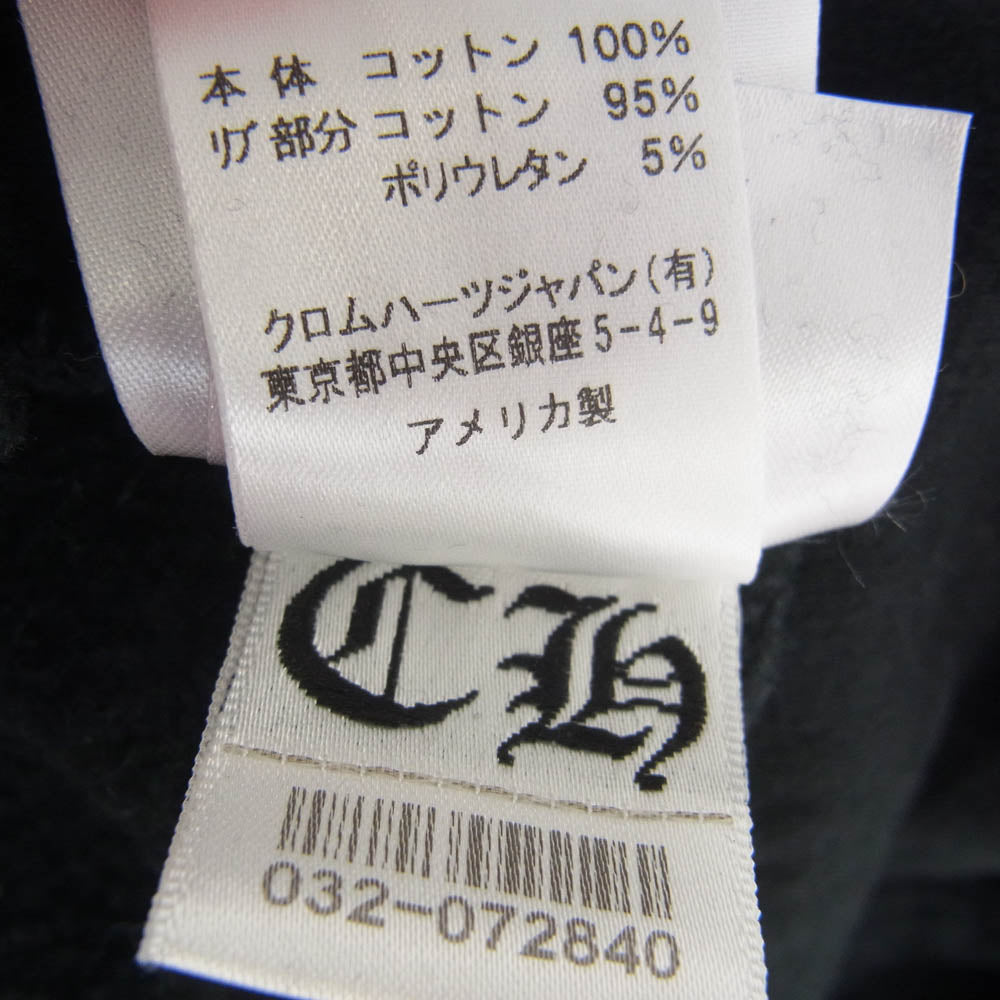 本体 コットン 100%
リブ部分 コットン 95%
ポリウレタン 5%
クロムハーツジャパン(有)
東京都中央区銀座5-4-9
アメリカ製
CH
032-072840